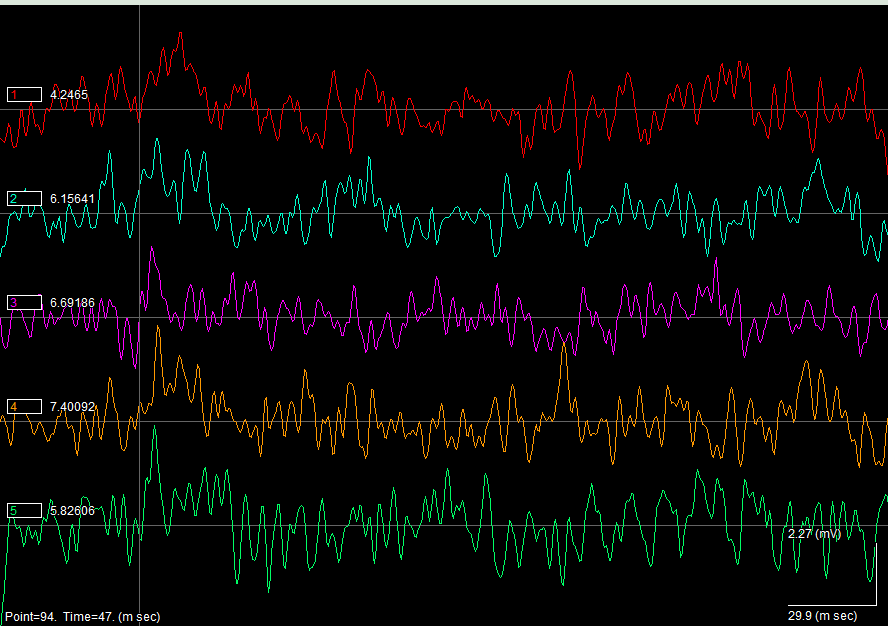 1 4.2465
2 6.15641
3 6.69186
4 7.40092
5 5.82606
2.27 (mV)
Point=94. Time=47. (m sec)
29.9 (m sec)